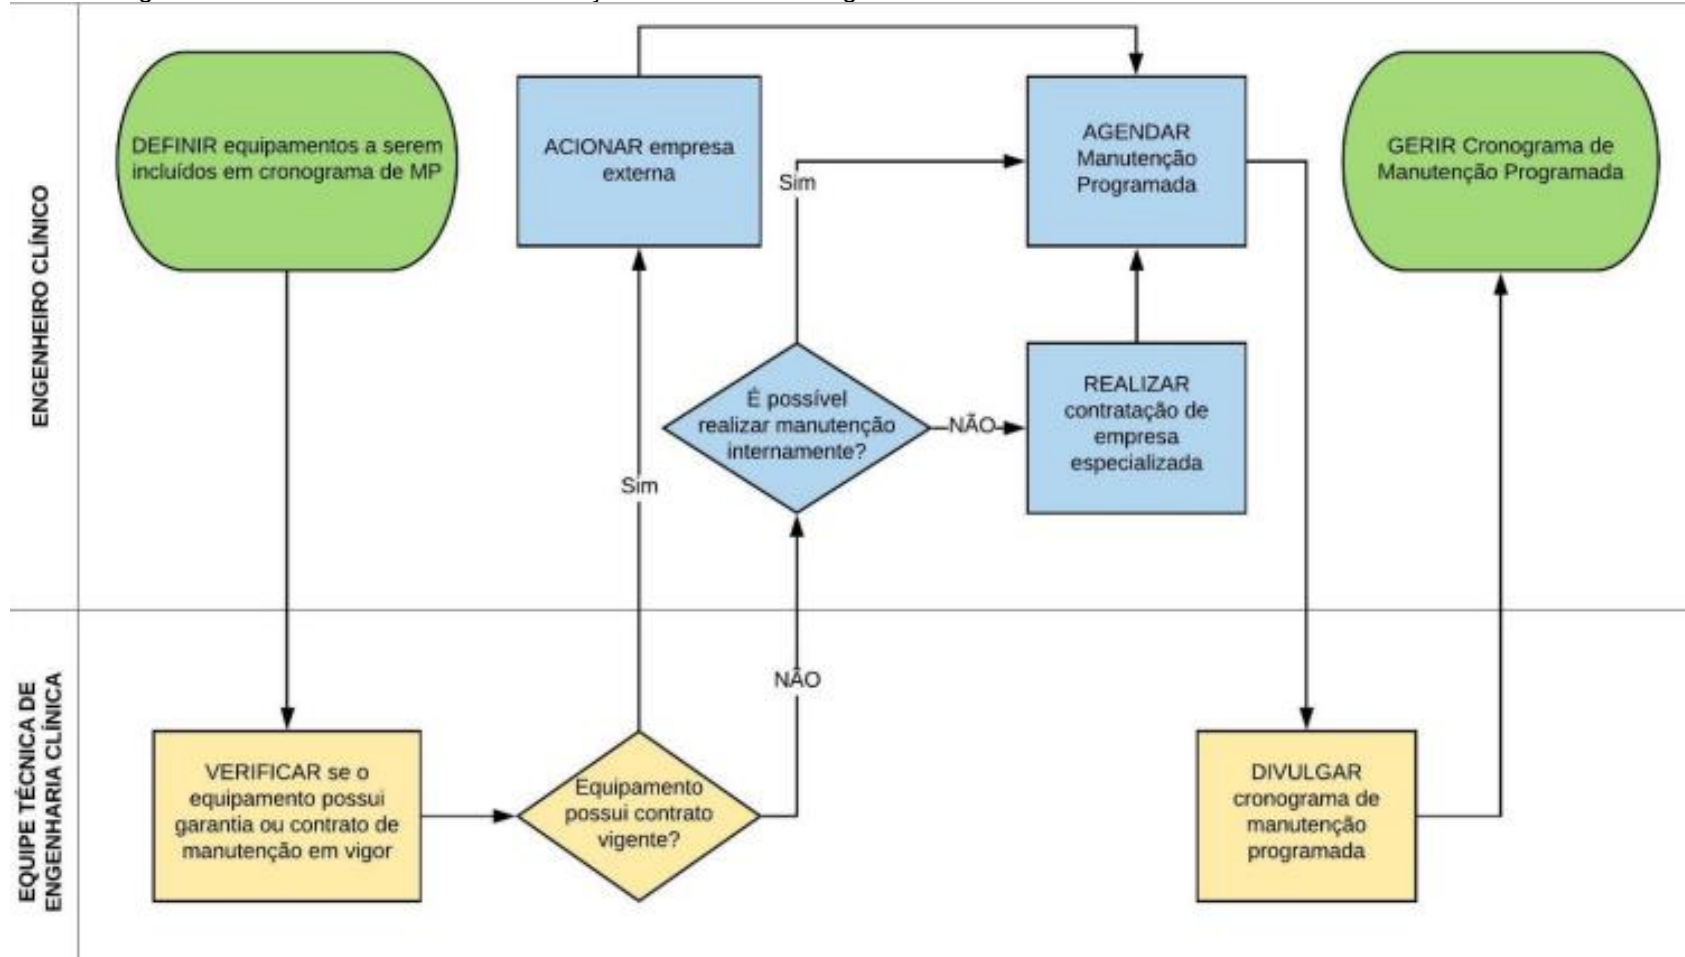 ENGENHEIRO CLÍNICO
DEFINIR equipamentos a serem
incluídos em cronograma de MP
ACIONAR empresa
externa
Sim
AGENDAR
Manutenção
Programada
GERIR Cronograma de
Manutenção Programada
É possível
realizar manutenção
internamente?
NÃO
REALIZAR
contratação de
empresa
especializada
Sim
NÃO
EQUIPE TÉCNICA DE
ENGENHARIA CLÍNICA
VERIFICAR se o
equipamento possui
garantia ou contrato de
manutenção em vigor
Equipamento
possui contrato
vigente?
DIVULGAR
cronograma de
manutenção
programada